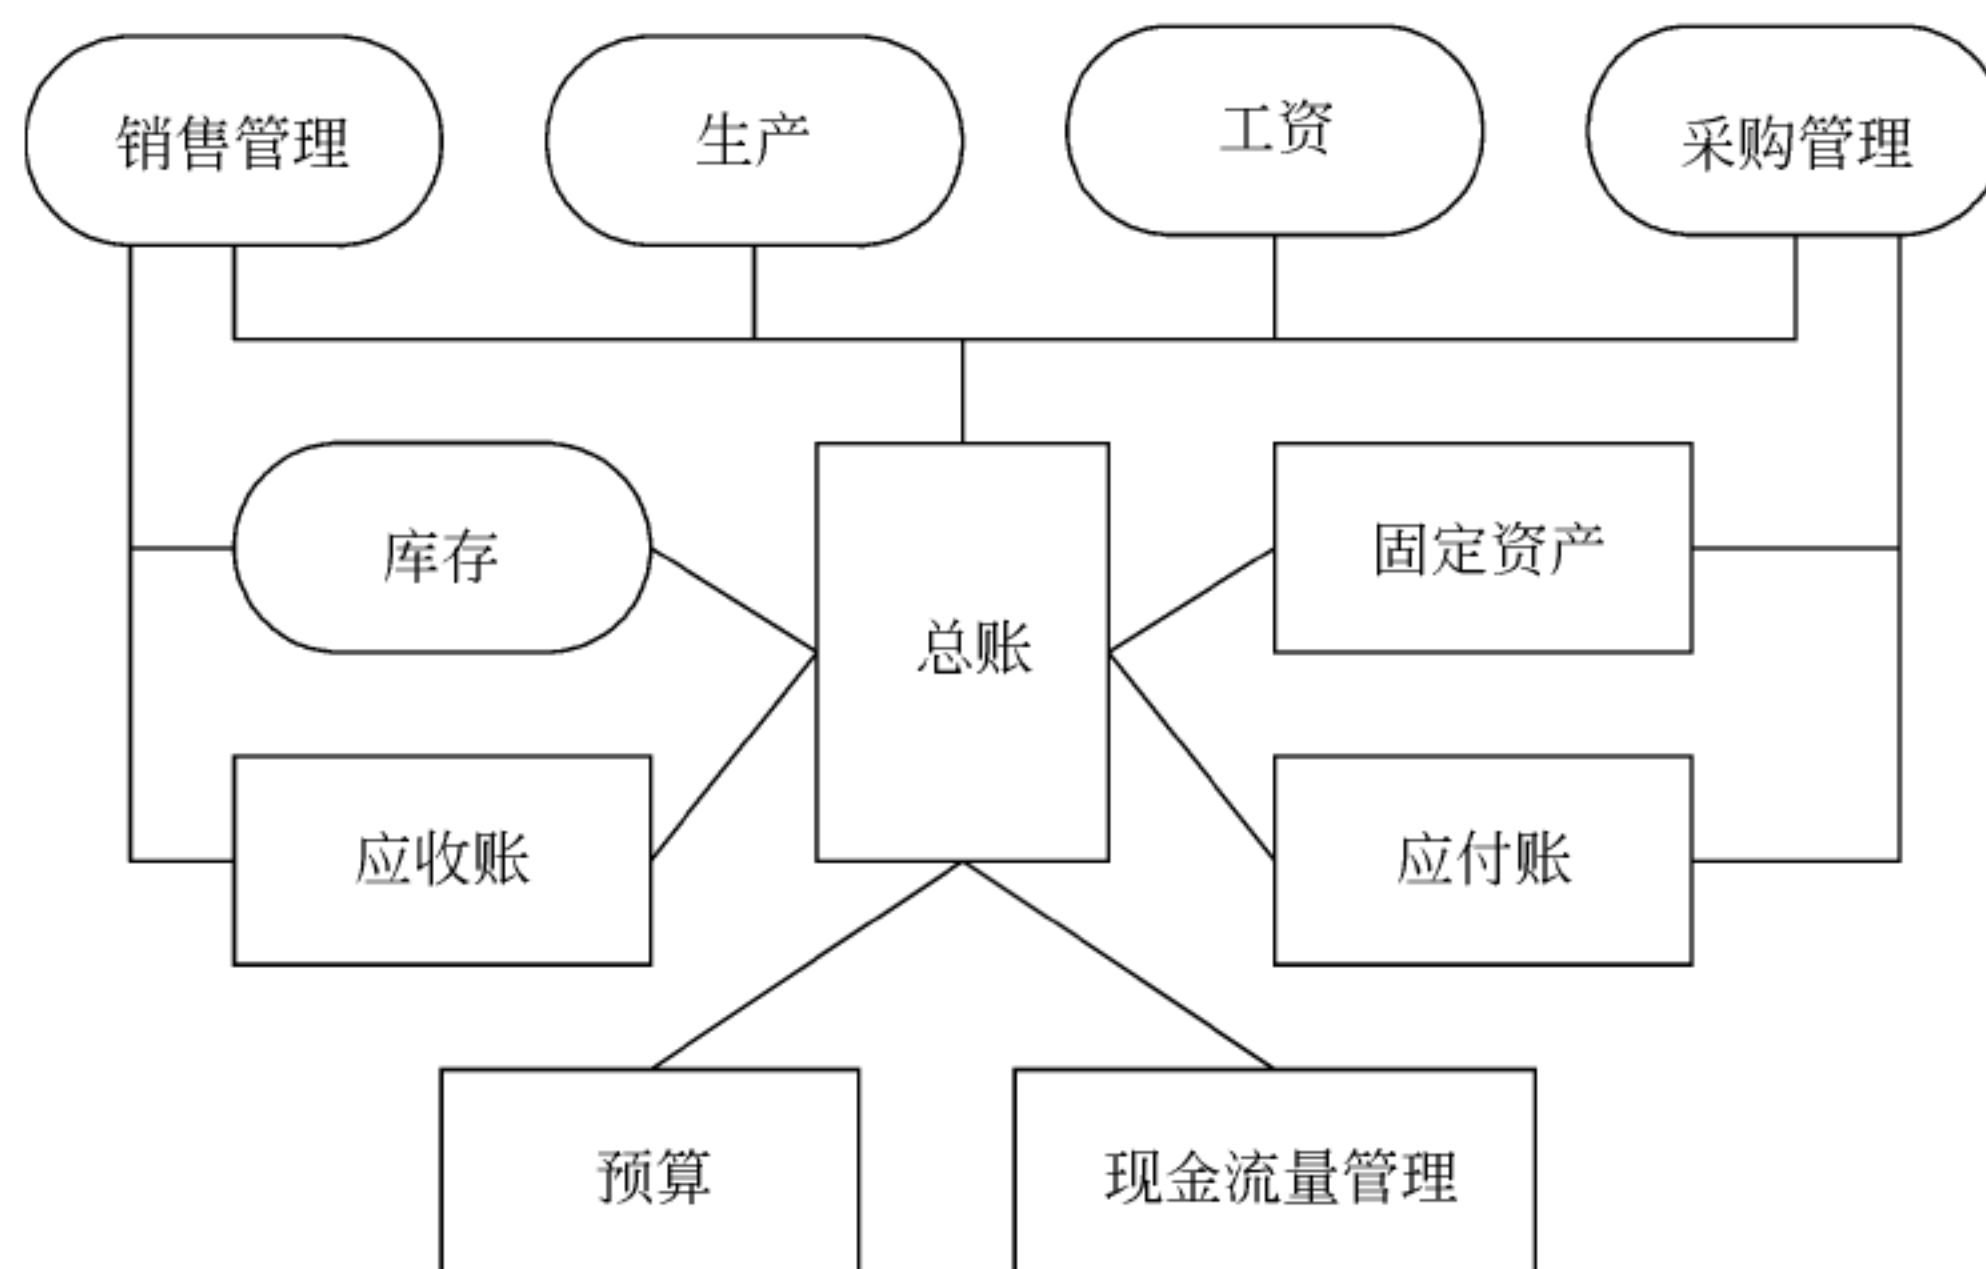 销售管理
生产
工资
采购管理
库存
总账
固定资产
应收账
应付账
预算
现金流量管理